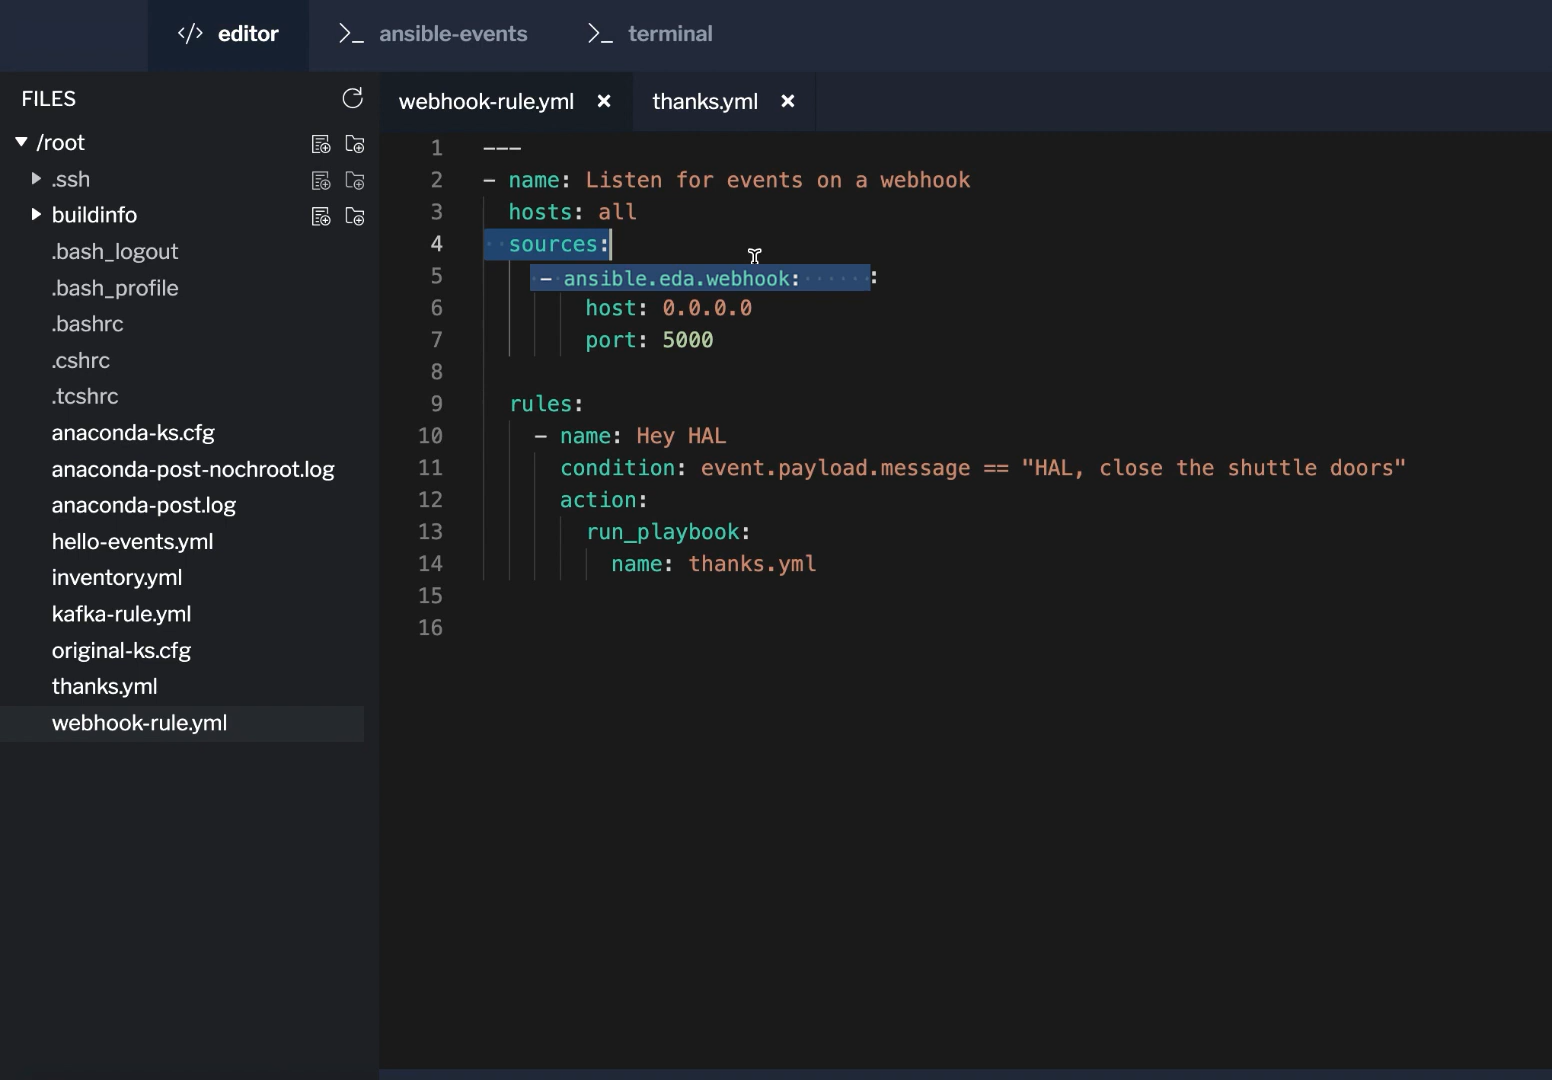 </> editor
>_ ansible-events
>_ terminal
FILES
/root
.ssh
buildinfo
.bash_logout
.bash_profile
.bashrc
.cshrc
.tcshrc
anaconda-ks.cfg
anaconda-post-nochroot.log
anaconda-post.log
hello-events.yml
inventory.yml
kafka-rule.yml
original-ks.cfg
thanks.yml
webhook-rule.yml
webhook-rule.yml ×
thanks.yml ×
1 ---
2 - name: Listen for events on a webhook
3 hosts: all
4 sources:
5 - ansible.eda.webhook: :
6 host: 0.0.0.0
7 port: 5000
8
9 rules:
10 - name: Hey HAL
11 condition: event.payload.message == "HAL, close the shuttle doors"
12 action:
13 run_playbook:
14 name: thanks.yml
15
16